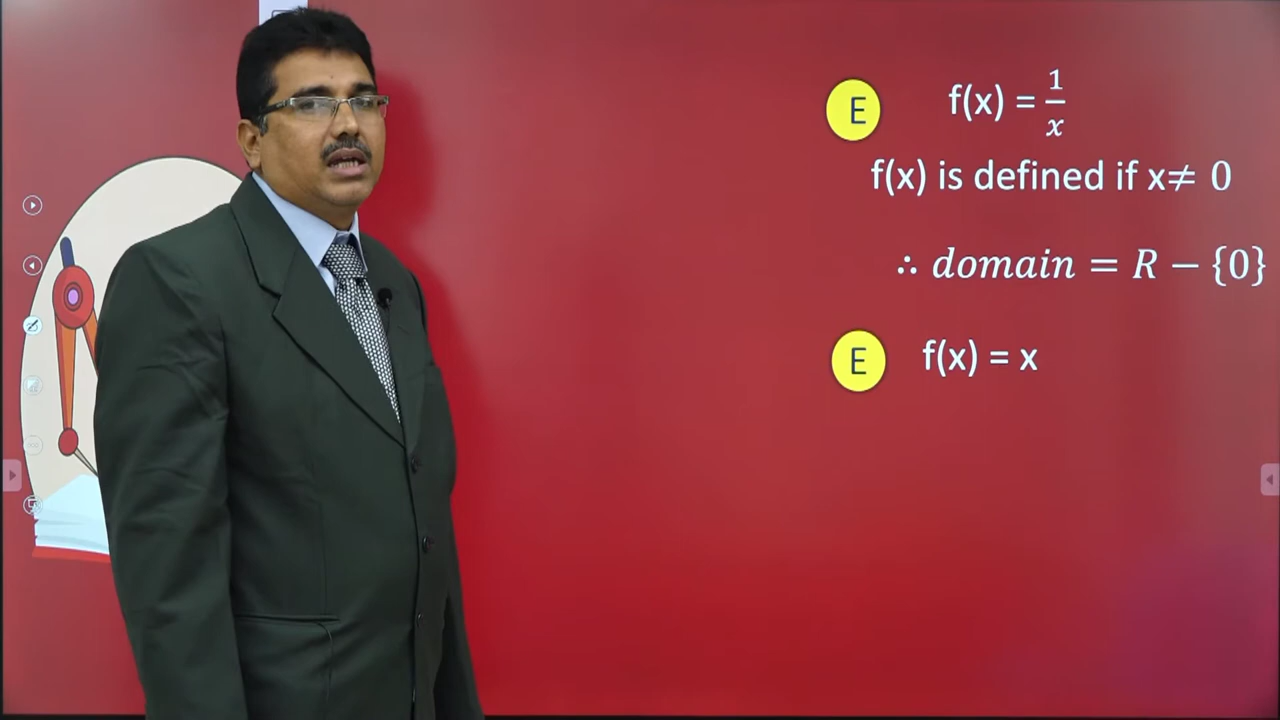 E f(x) = 1/x
f(x) is defined if x≠ 0
∴ domain = R − {0}
E f(x) = x